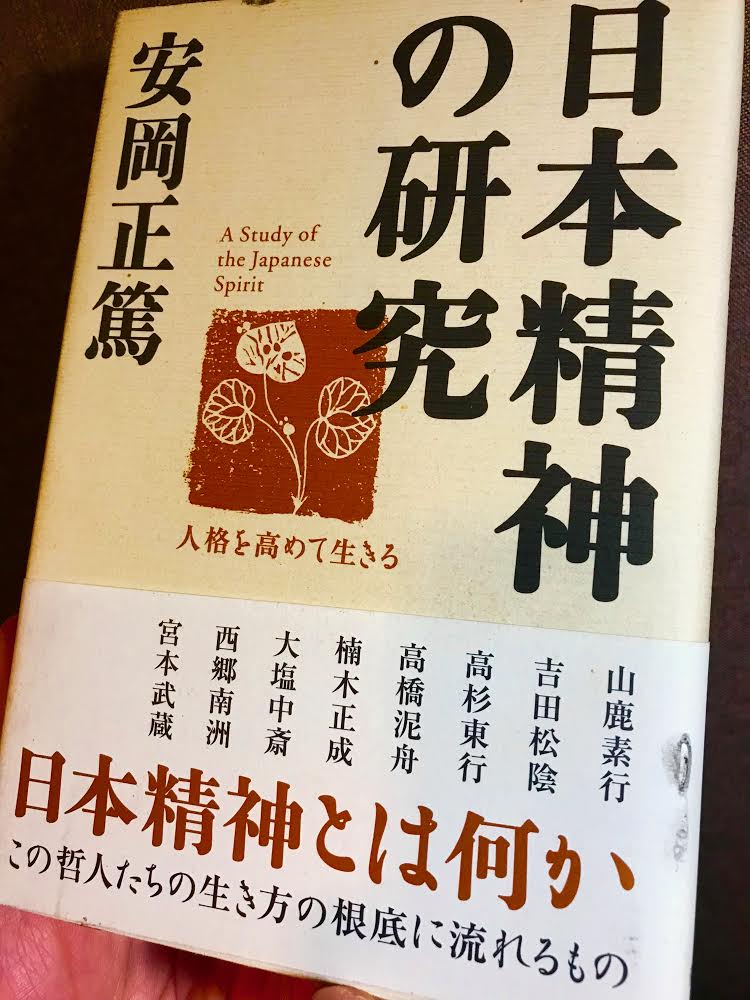 日本精神
の研究
安岡正篤
A Study of
the Japanese
Spirit
人格を高めて生きる
山鹿素行
吉田松陰
高杉東行
高橋泥舟
楠木正成
大塩中斎
西郷南洲
宮本武蔵
日本精神とは何か
この哲人たちの生き方の根底に流れるもの